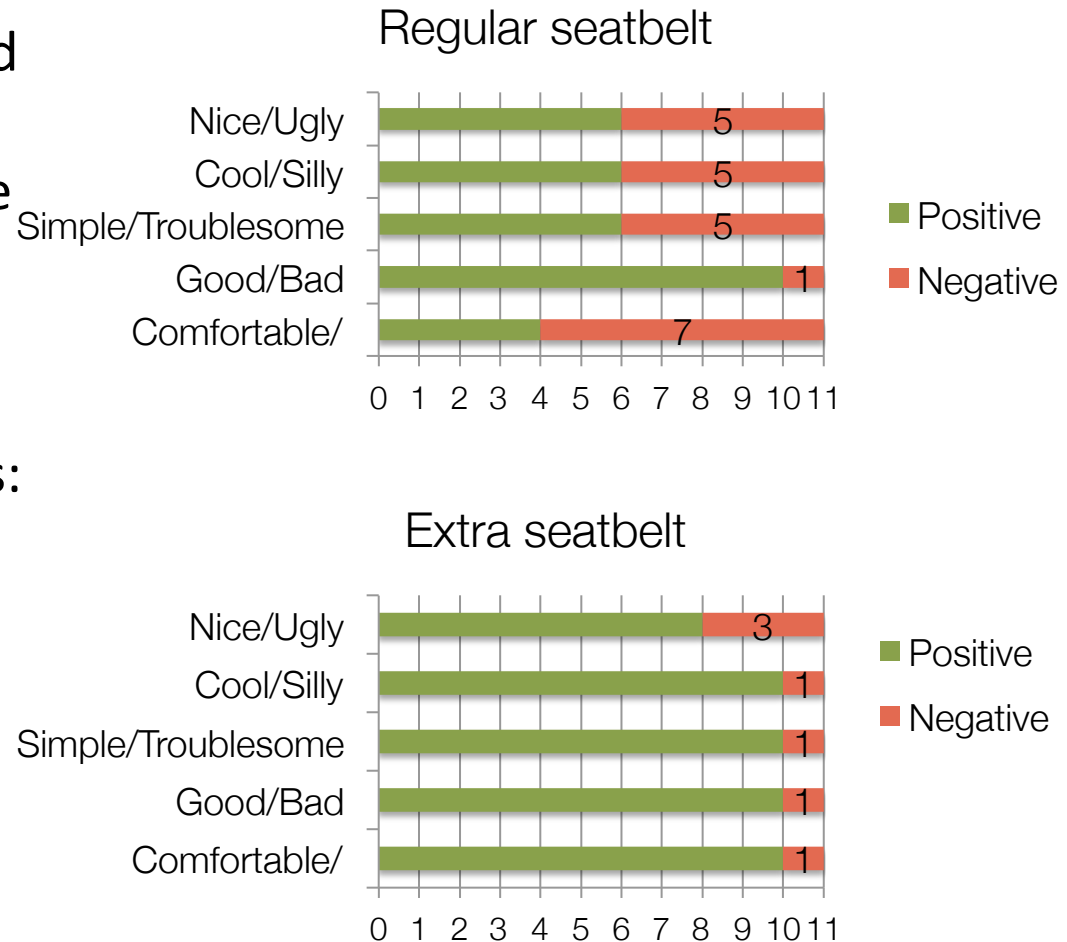 d
e
s:
Regular seatbelt
Nice/Ugly 5
Cool/Silly 5
Simple/Troublesome 5
Good/Bad 1
Comfortable/ 7
0 1 2 3 4 5 6 7 8 9 10 11
Positive
Negative
Extra seatbelt
Nice/Ugly 3
Cool/Silly 1
Simple/Troublesome 1
Good/Bad 1
Comfortable/ 1
0 1 2 3 4 5 6 7 8 9 10 11
Positive
Negative